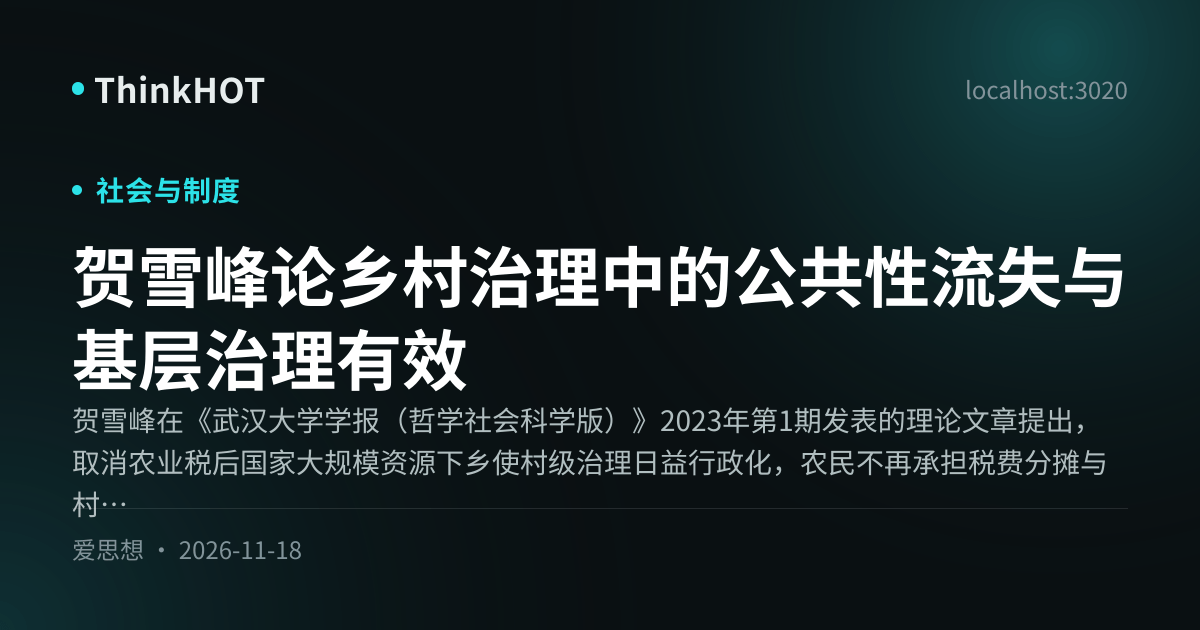 ThinkHOT
localhost:3020
社会与制度
贺雪峰论乡村治理中的公共性流失与
基层治理有效
贺雪峰在《武汉大学学报（哲学社会科学版）》2023年第1期发表的理论文章提出，
取消农业税后国家大规模资源下乡使村级治理日益行政化，农民不再承担税费分摊与
村…
爱思想 · 2026-11-18